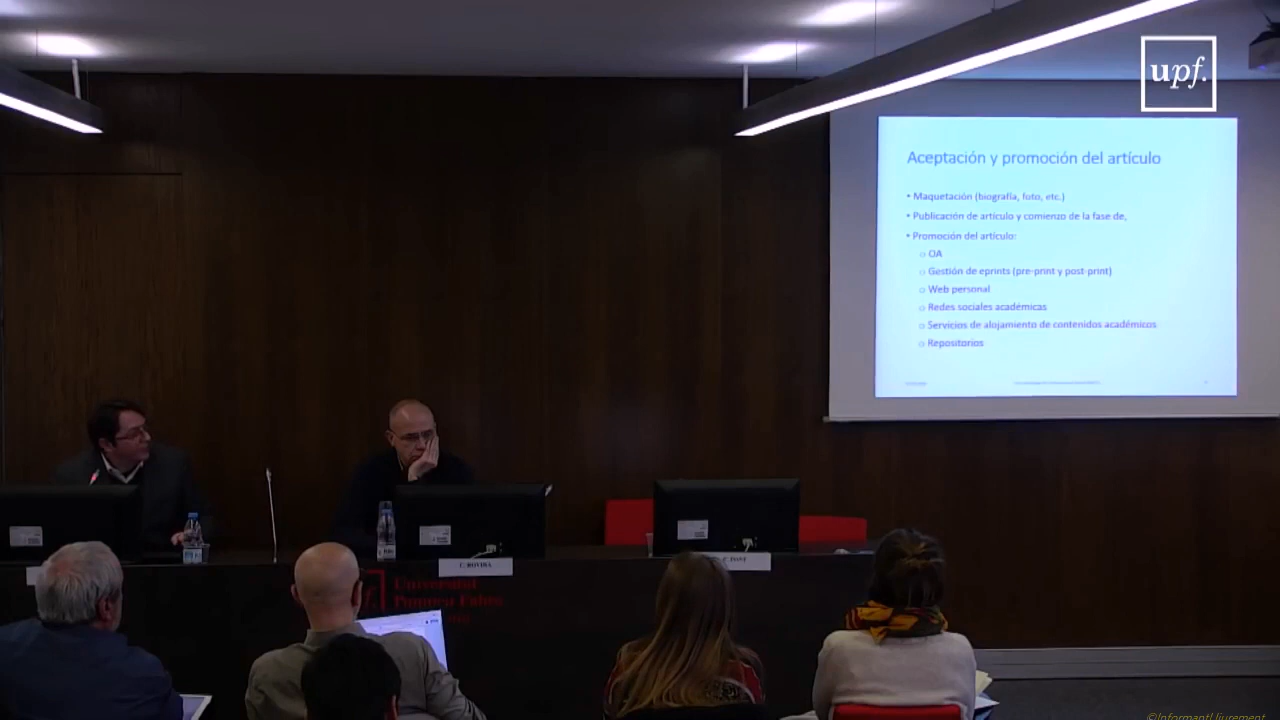 upf.
Aceptación y promoción del artículo
• Maquetación (biografía, foto, etc.)
• Publicación de artículo y comienzo de la fase de,
• Promoción del artículo:
o OA
o Gestión de eprints (pre-print y post-print)
o Web personal
o Redes sociales académicas
o Servicios de alojamiento de contenidos académicos
o Repositorios
C. ROVIRA
upf.
Universitat
Pompeu Fabra
©InformantLliurement